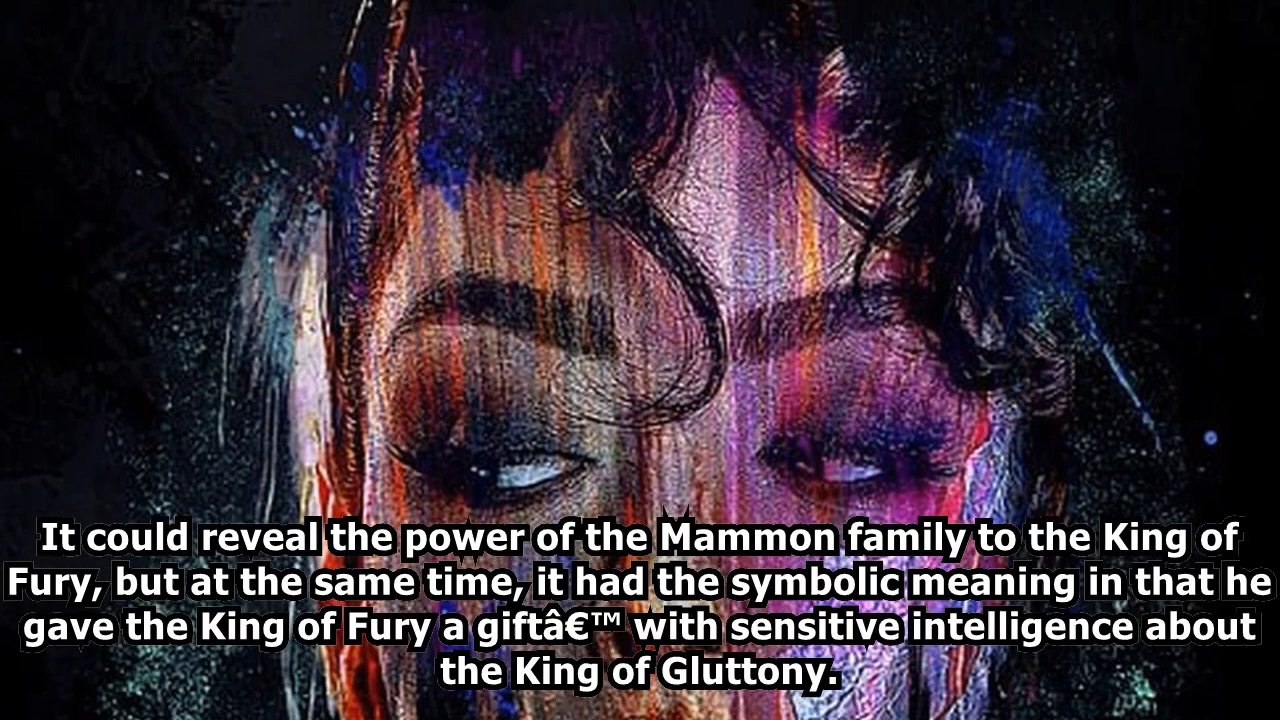 It could reveal the power of the Mammon family to the King of
Fury, but at the same time, it had the symbolic meaning in that he
gave the King of Fury a giftâ€™ with sensitive intelligence about
the King of Gluttony.